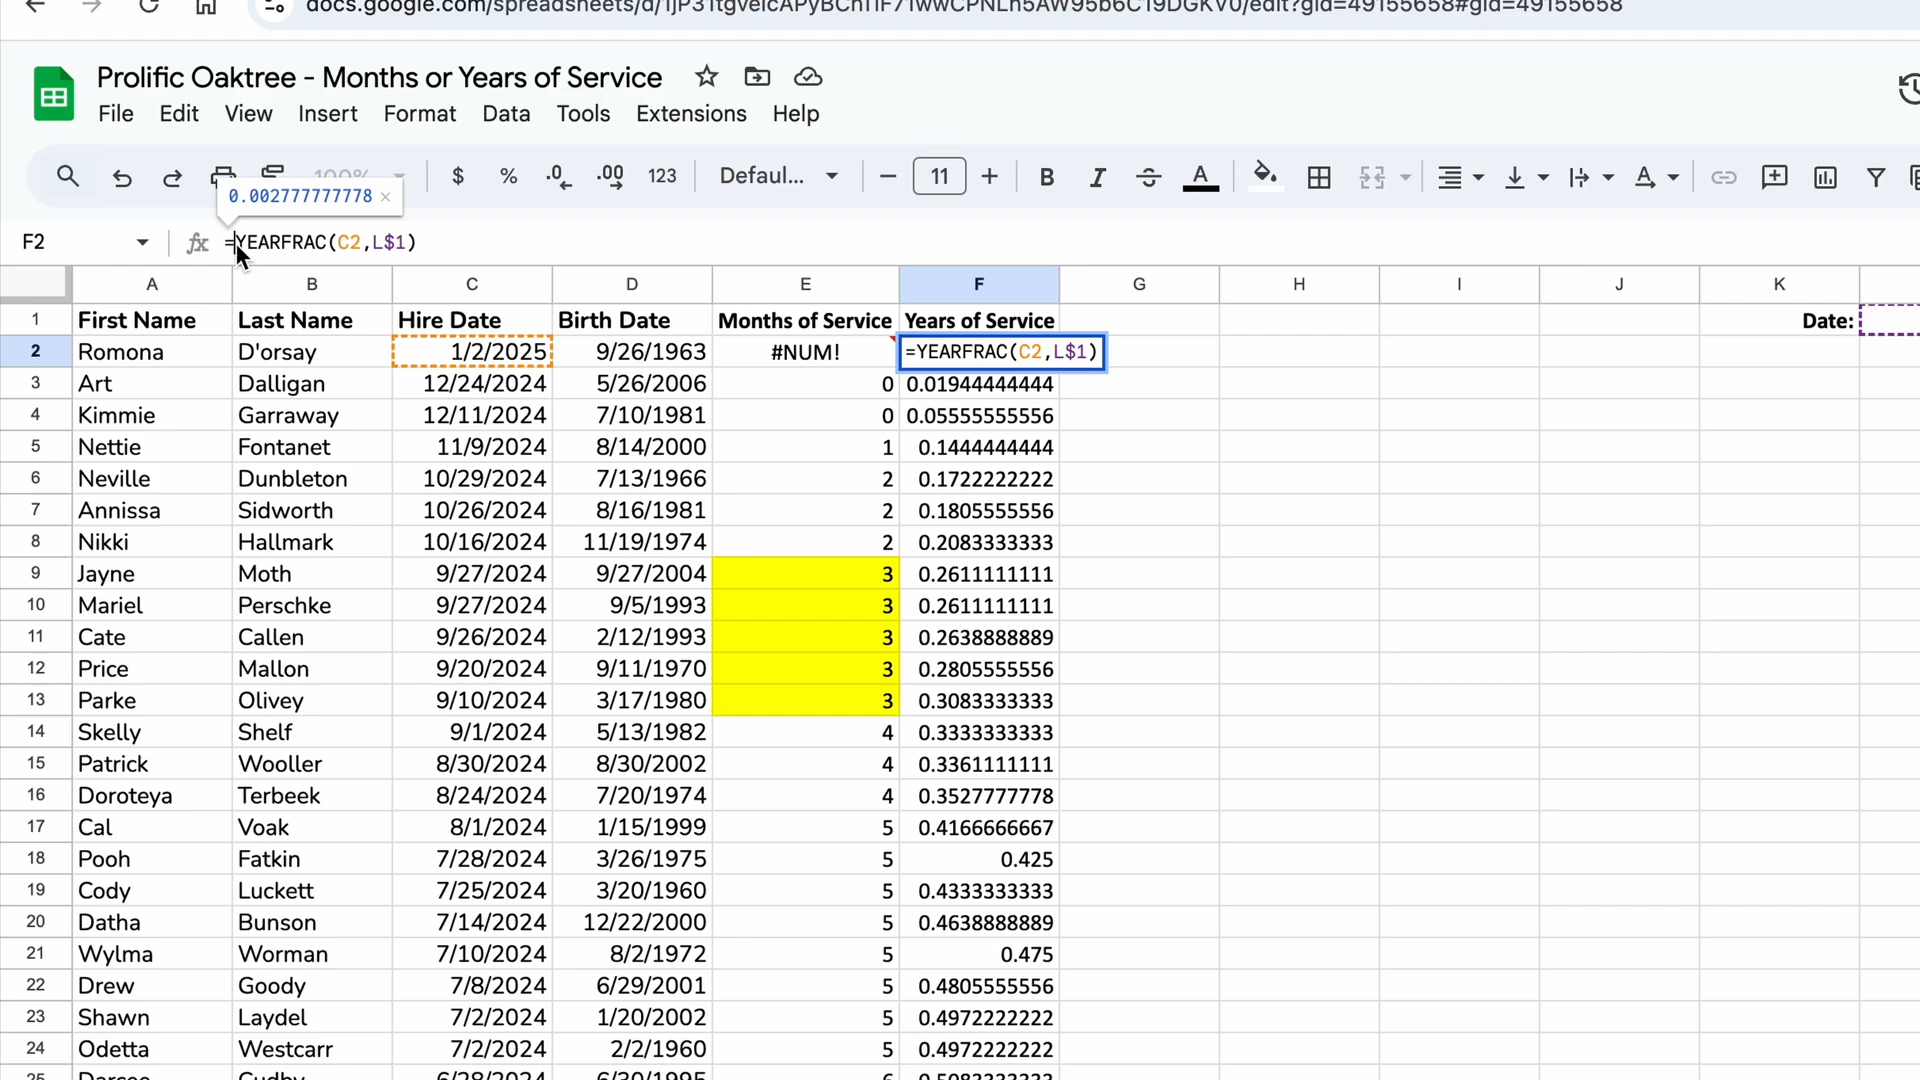 docs.google.com/spreadsheets/d/
Prolific Oaktree - Months or Years of Service
File Edit View Insert Format Data Tools Extensions Help
100% $ % .0 .00 123 Defaul... 11 B I A A
0.002777777778
F2 fx =YEARFRAC(C2,L$1)
A B C D E F G H I J K
1 First Name Last Name Hire Date Birth Date Months of Service Years of Service Date:
2 Romona D'orsay 1/2/2025 9/26/1963 #NUM! =YEARFRAC(C2,L$1)
3 Art Dalligan 12/24/2024 5/26/2006 0 0.01944444444
4 Kimmie Garraway 12/11/2024 7/10/1981 0 0.05555555556
5 Nettie Fontanet 11/9/2024 8/14/2000 1 0.1444444444
6 Neville Dunbleton 10/29/2024 7/13/1966 2 0.1722222222
7 Annissa Sidworth 10/26/2024 8/16/1981 2 0.1805555556
8 Nikki Hallmark 10/16/2024 11/19/1974 2 0.2083333333
9 Jayne Moth 9/27/2024 9/27/2004 3 0.2611111111
10 Mariel Perschke 9/27/2024 9/5/1993 3 0.2611111111
11 Cate Callen 9/26/2024 2/12/1993 3 0.2638888889
12 Price Mallon 9/20/2024 9/11/1970 3 0.2805555556
13 Parke Olivey 9/10/2024 3/17/1980 3 0.3083333333
14 Skelly Shelf 9/1/2024 5/13/1982 4 0.3333333333
15 Patrick Wooller 8/30/2024 8/30/2002 4 0.3361111111
16 Doroteya Terbeek 8/24/2024 7/20/1974 4 0.3527777778
17 Cal Voak 8/1/2024 1/15/1999 5 0.4166666667
18 Pooh Fatkin 7/28/2024 3/26/1975 5 0.425
19 Cody Luckett 7/25/2024 3/20/1960 5 0.4333333333
20 Datha Bunson 7/14/2024 12/22/2000 5 0.4638888889
21 Wylma Worman 7/10/2024 8/2/1972 5 0.475
22 Drew Goody 7/8/2024 6/29/2001 5 0.4805555556
23 Shawn Laydel 7/2/2024 1/20/2002 5 0.4972222222
24 Odetta Westcarr 7/2/2024 2/2/1960 5 0.4972222222